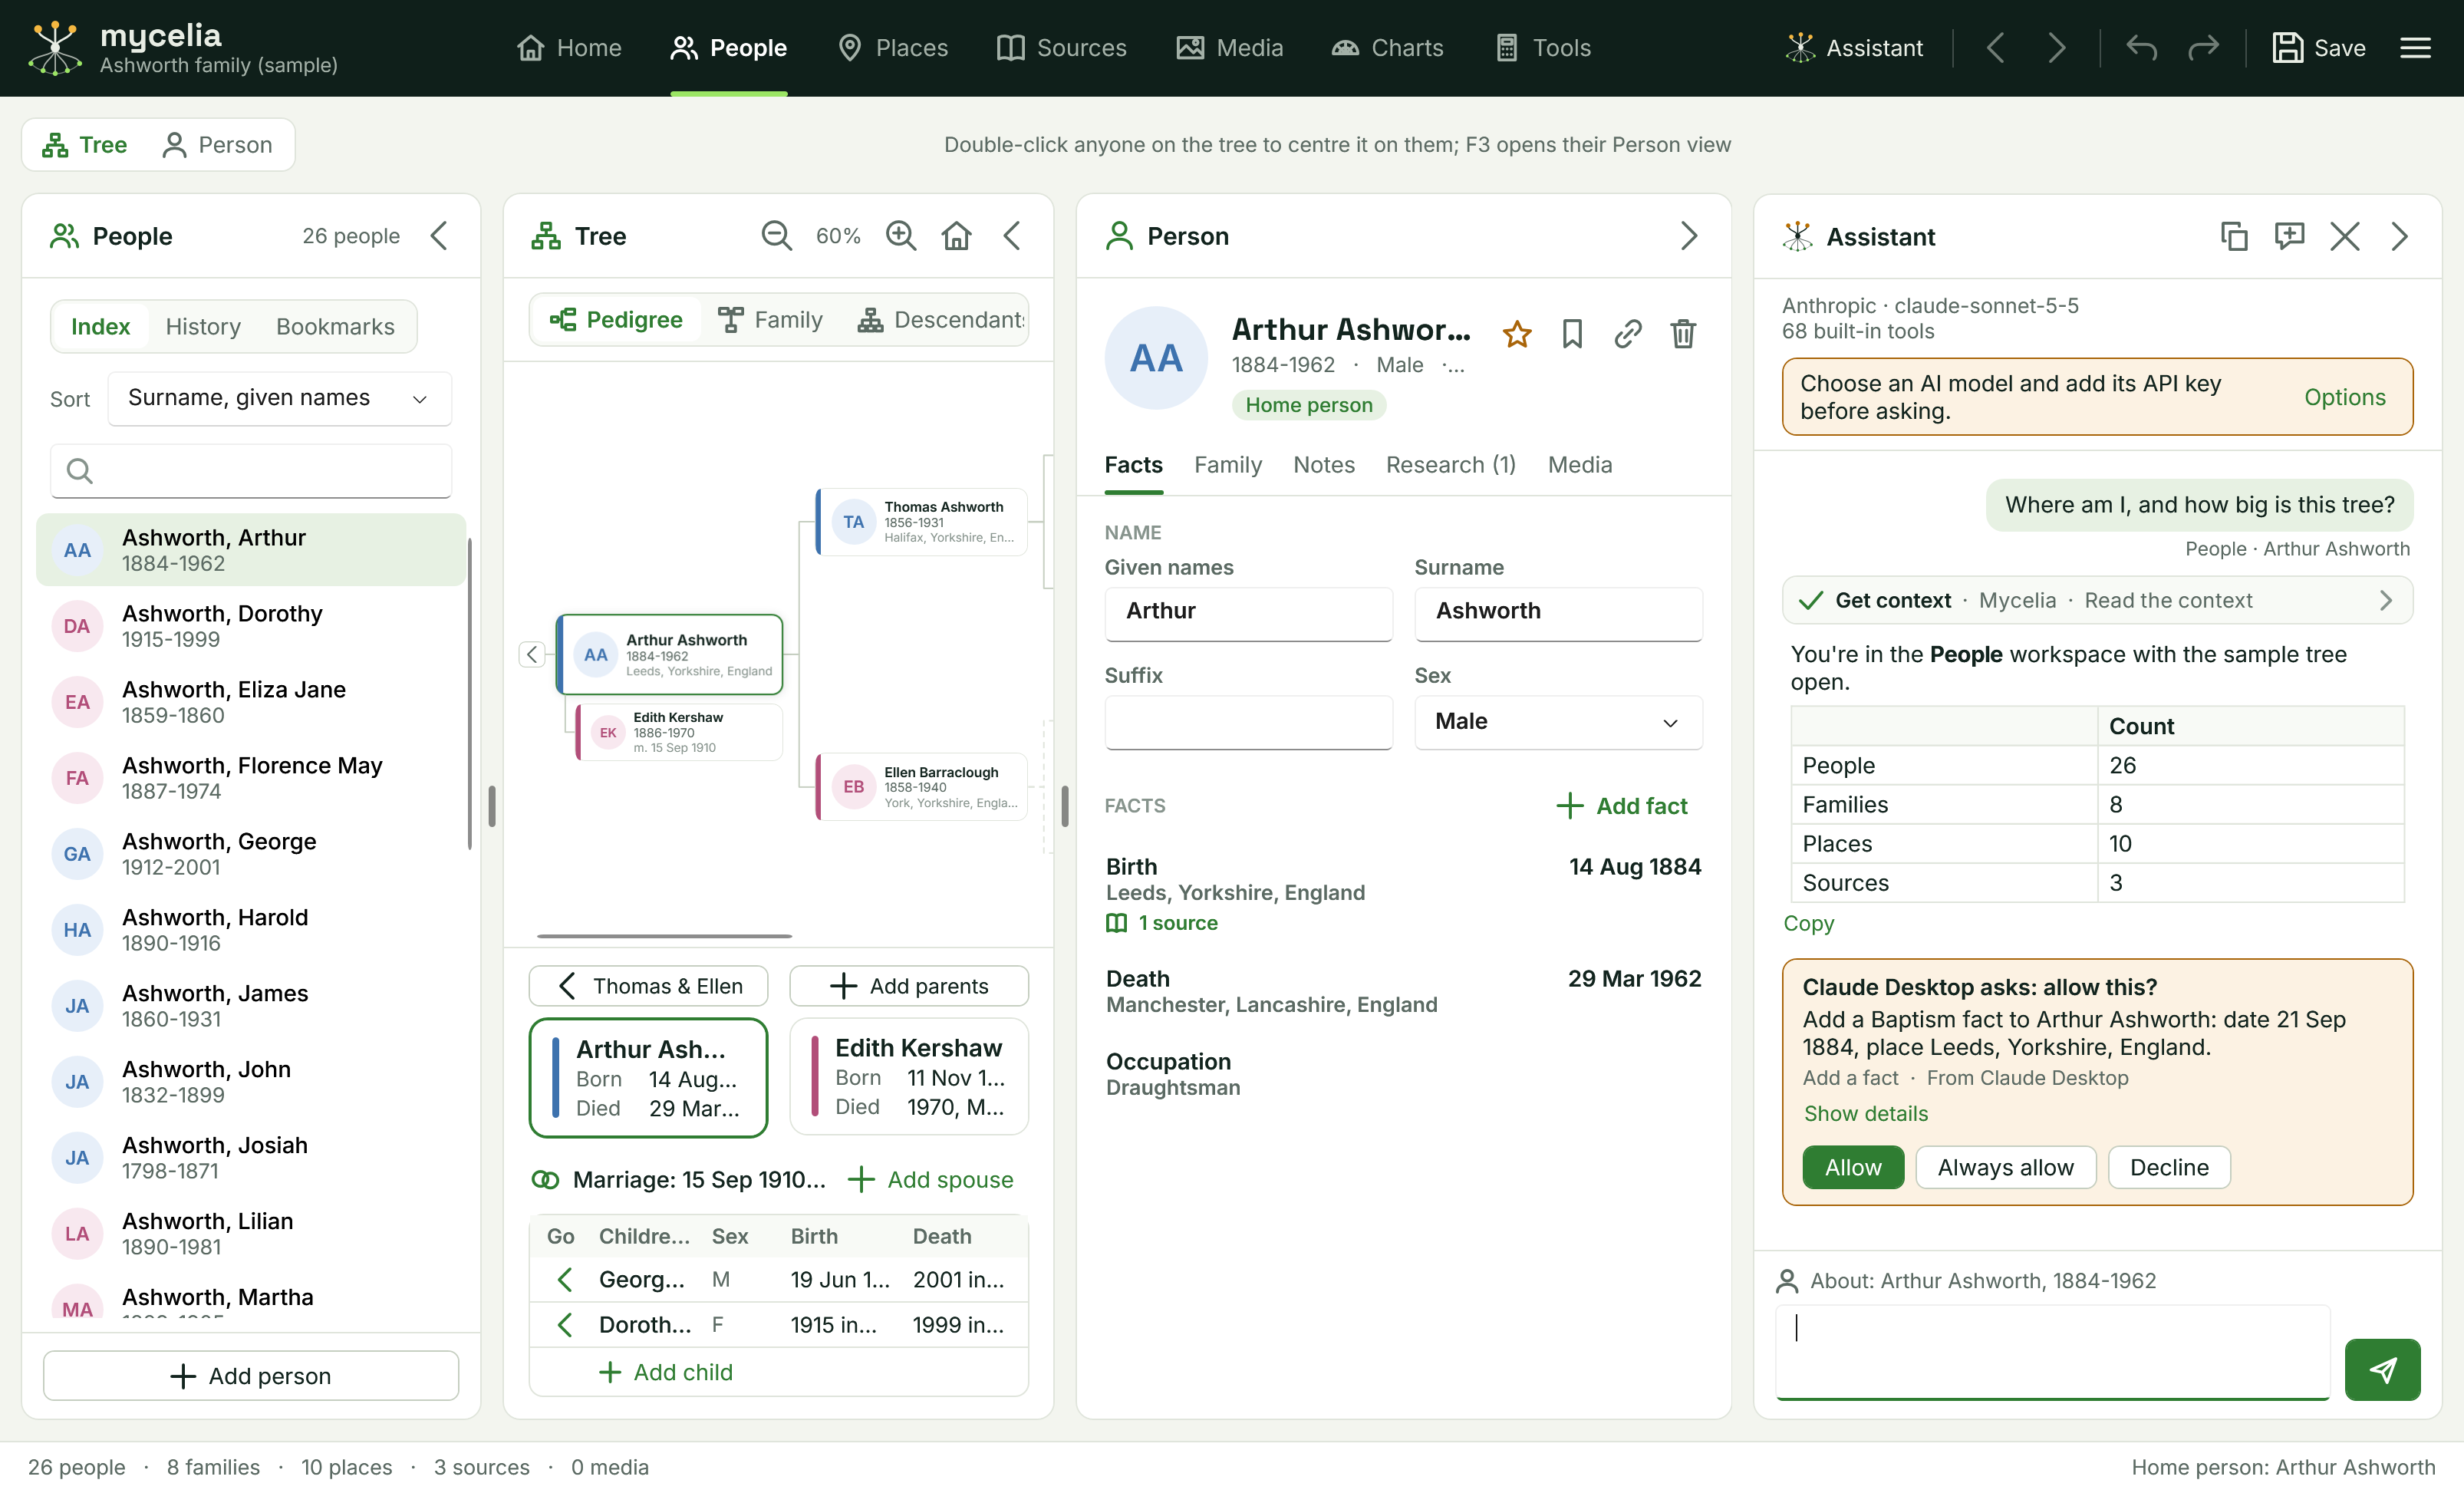 mycelia
Ashworth family (sample)
Home
People
Places
Sources
Media
Charts
Tools
Assistant
Save
Tree
Person
Double-click anyone on the tree to centre it on them; F3 opens their Person view
People
26 people
Index
History
Bookmarks
Sort
Surname, given names
AA
Ashworth, Arthur
1884-1962
DA
Ashworth, Dorothy
1915-1999
EA
Ashworth, Eliza Jane
1859-1860
FA
Ashworth, Florence May
1887-1974
GA
Ashworth, George
1912-2001
HA
Ashworth, Harold
1890-1916
JA
Ashworth, James
1860-1931
JA
Ashworth, John
1832-1899
JA
Ashworth, Josiah
1798-1871
LA
Ashworth, Lilian
1890-1981
MA
Ashworth, Martha
Add person
Tree
60%
Pedigree
Family
Descendants
TA
Thomas Ashworth
1856-1931
Halifax, Yorkshire, En...
AA
Arthur Ashworth
1884-1962
Leeds, Yorkshire, England
EK
Edith Kershaw
1886-1970
m. 15 Sep 1910
EB
Ellen Barraclough
1858-1940
York, Yorkshire, Engla...
Thomas & Ellen
Add parents
Arthur Ash...
Born 14 Aug...
Died 29 Mar...
Edith Kershaw
Born 11 Nov 1...
Died 1970, M...
Marriage: 15 Sep 1910...
Add spouse
Go Childre... Sex Birth Death
Georg... M 19 Jun 1... 2001 in...
Doroth... F 1915 in... 1999 in...
Add child
Person
AA
Arthur Ashwor...
1884-1962 · Male ·...
Home person
Facts
Family
Notes
Research (1)
Media
NAME
Given names
Surname
Arthur
Ashworth
Suffix
Sex
Male
FACTS
Add fact
Birth 14 Aug 1884
Leeds, Yorkshire, England
1 source
Death 29 Mar 1962
Manchester, Lancashire, England
Occupation
Draughtsman
Assistant
Anthropic · claude-sonnet-5-5
68 built-in tools
Choose an AI model and add its API key
before asking.
Options
Where am I, and how big is this tree?
People · Arthur Ashworth
Get context · Mycelia · Read the context
You're in the People workspace with the sample tree
open.
Count
People 26
Families 8
Places 10
Sources 3
Copy
Claude Desktop asks: allow this?
Add a Baptism fact to Arthur Ashworth: date 21 Sep
1884, place Leeds, Yorkshire, England.
Add a fact · From Claude Desktop
Show details
Allow
Always allow
Decline
About: Arthur Ashworth, 1884-1962
26 people · 8 families · 10 places · 3 sources · 0 media
Home person: Arthur Ashworth